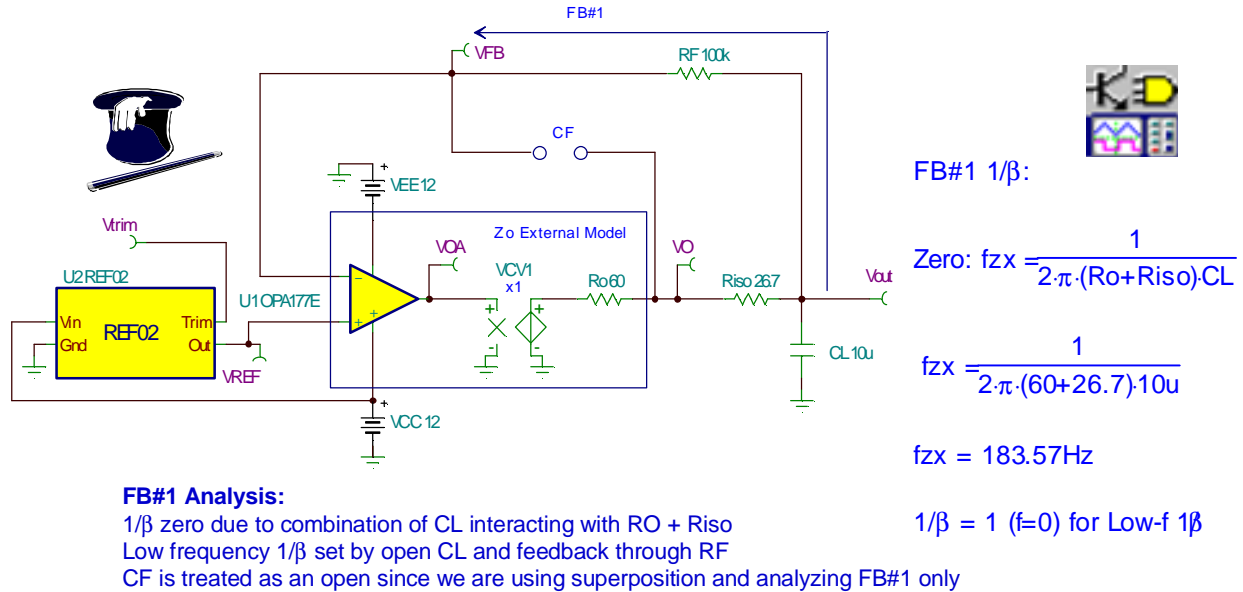 FB#1
VFB
RF 100k
CF
VEE 12
Zo External Model
Vtrim
VOA
VCV1
x1
Ro 60
VO
Riso 26.7
Vout
U2 REF02
U1 OPA177E
Vin
Gnd
REF02
Trim
Out
VREF
CL 10u
VCC 12
FB#1 1/β:
Zero: fzx = 1
2·π·(Ro+Riso)·CL
fzx = 1
2·π·(60+26.7)·10u
fzx = 183.57Hz
1/β = 1 (f=0) for Low-f 1β
FB#1 Analysis:
1/β zero due to combination of CL interacting with RO + Riso
Low frequency 1/β set by open CL and feedback through RF
CF is treated as an open since we are using superposition and analyzing FB#1 only